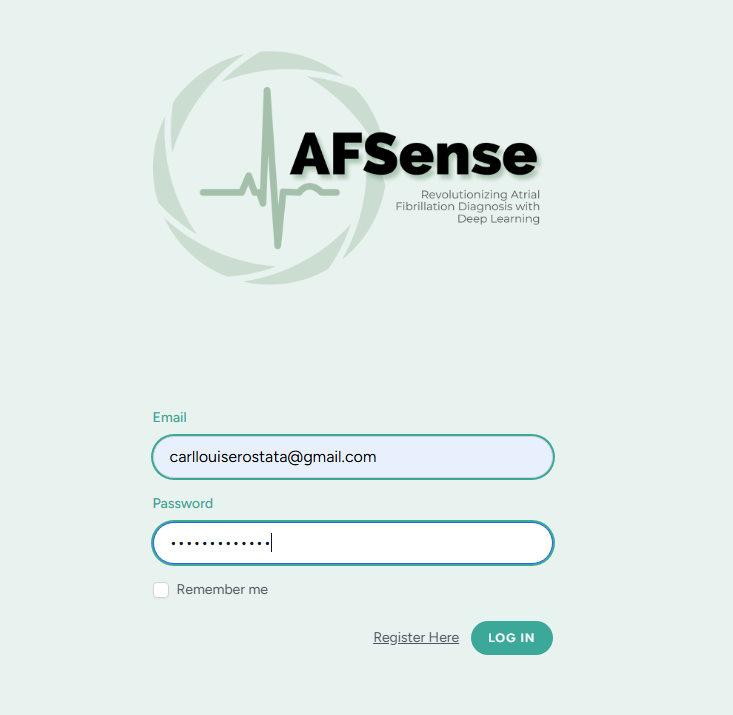 AFSense
Revolutionizing Atrial
Fibrillation Diagnosis with
Deep Learning
Email
carllouiserostata@gmail.com
Password
•••••••••••••
Remember me
Register Here
LOG IN